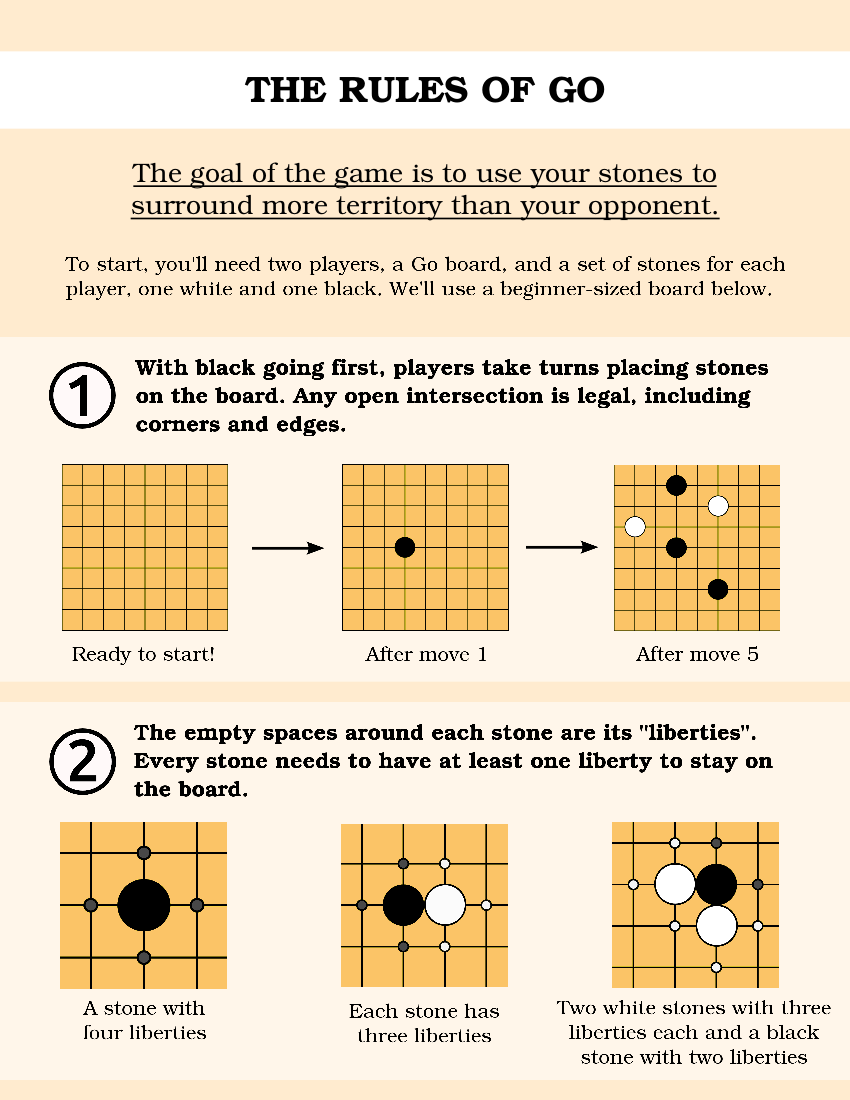 THE RULES OF GO
The goal of the game is to use your stones to
surround more territory than your opponent.
To start, you'll need two players, a Go board, and a set of stones for each
player, one white and one black. We'll use a beginner-sized board below.
1
With black going first, players take turns placing stones
on the board. Any open intersection is legal, including
corners and edges.
Ready to start!
After move 1
After move 5
2
The empty spaces around each stone are its "liberties".
Every stone needs to have at least one liberty to stay on
the board.
A stone with
four liberties
Each stone has
three liberties
Two white stones with three
liberties each and a black
stone with two liberties